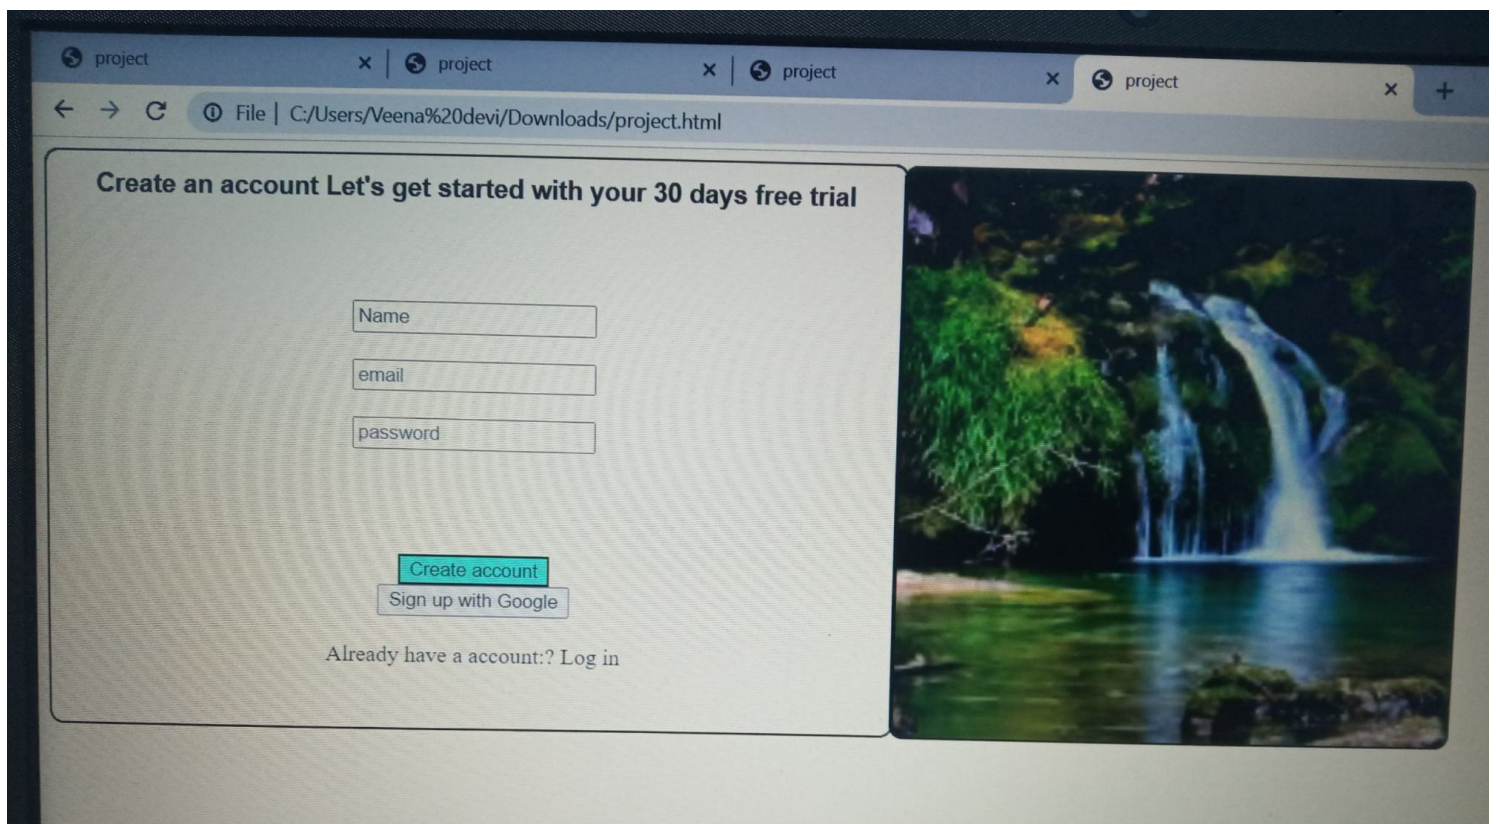 project
project
project
project
File | C:/Users/Veena%20devi/Downloads/project.html
Create an account Let's get started with your 30 days free trial
Name
email
password
Create account
Sign up with Google
Already have a account:? Log in